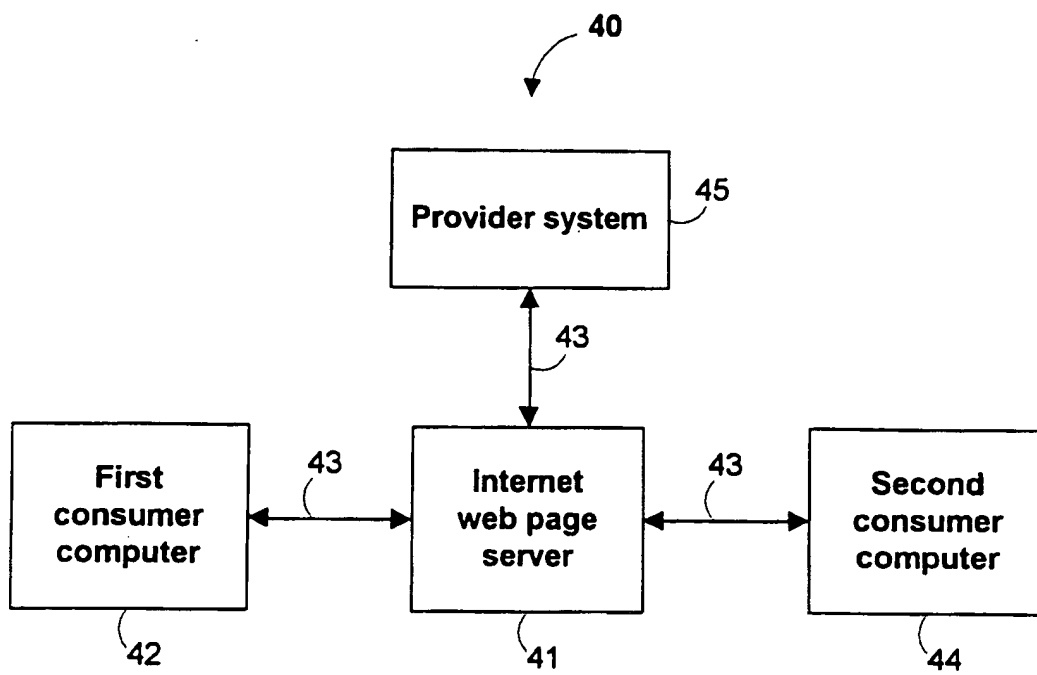 40
Provider system
45
43
First
consumer
computer
43
Internet
web page
server
43
Second
consumer
computer
42
41
44